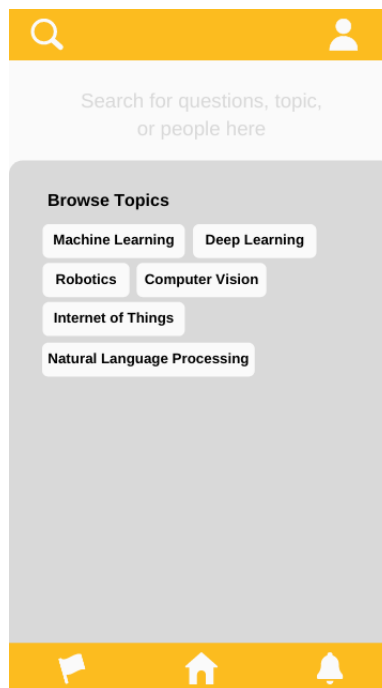 Search for questions, topic,
or people here
Browse Topics
Machine Learning
Deep Learning
Robotics
Computer Vision
Internet of Things
Natural Language Processing